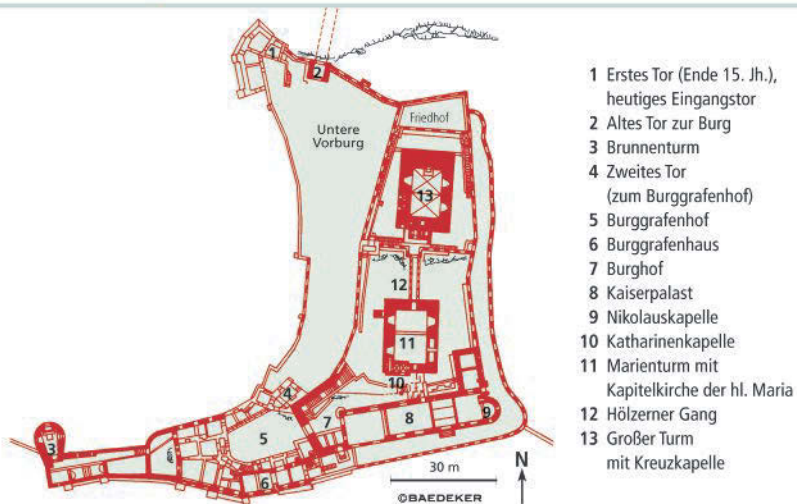 1
2
Friedhof
Untere
Vorburg
13
12
11
10
4
7
8
9
5
3
6
30 m
N
©BAEDEKER
1 Erstes Tor (Ende 15. Jh.),
heutiges Eingangstor
2 Altes Tor zur Burg
3 Brunnenturm
4 Zweites Tor
(zum Burggrafenhof)
5 Burggrafenhof
6 Burggrafenhaus
7 Burghof
8 Kaiserpalast
9 Nikolauskapelle
10 Katharinenkapelle
11 Marienturm mit
Kapitelkirche der hl. Maria
12 Hölzerner Gang
13 Großer Turm
mit Kreuzkapelle